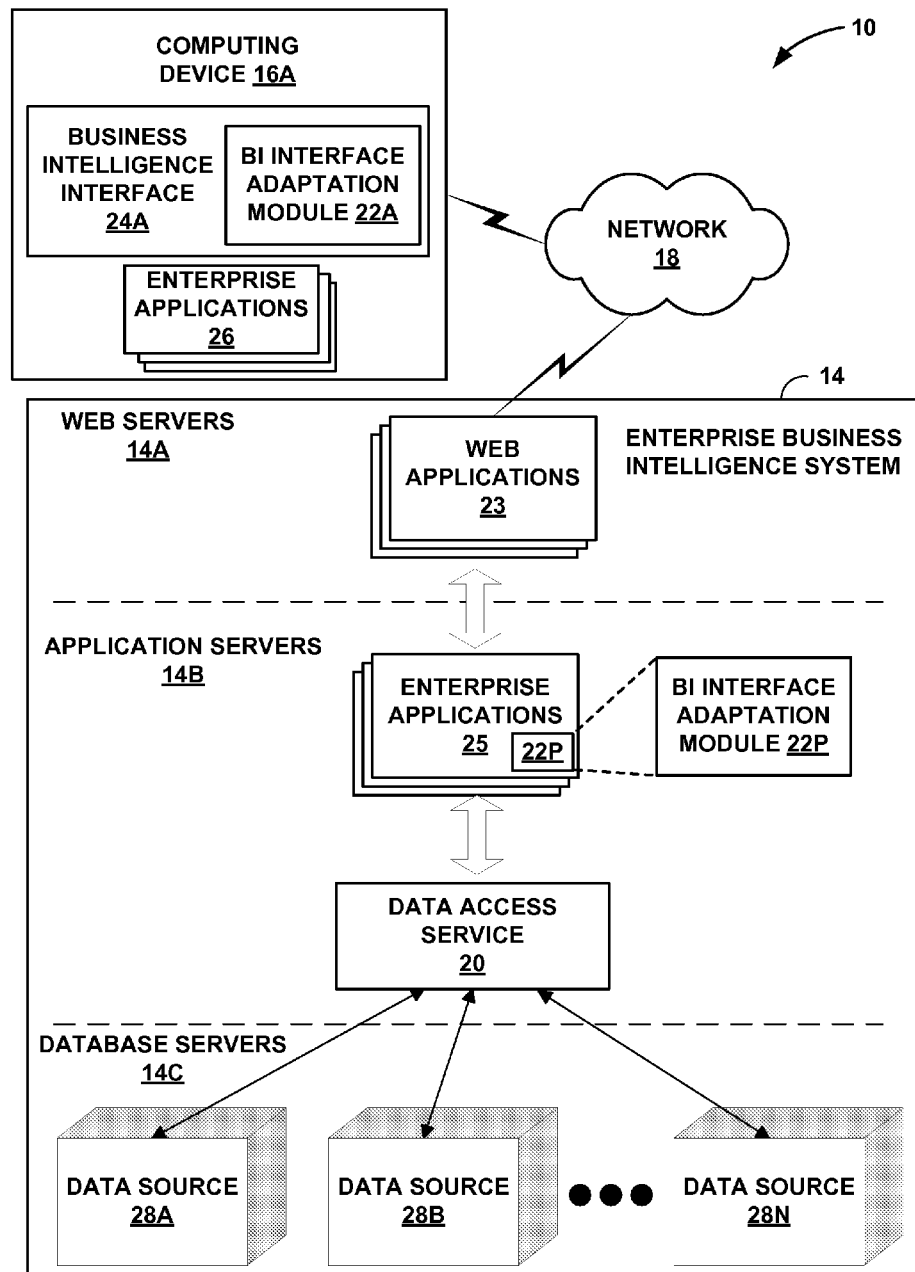 COMPUTING
DEVICE 16A
10
BUSINESS
INTELLIGENCE
INTERFACE
24A
BI INTERFACE
ADAPTATION
MODULE 22A
ENTERPRISE
APPLICATIONS
26
NETWORK
18
14
WEB SERVERS
14A
WEB
APPLICATIONS
23
ENTERPRISE BUSINESS
INTELLIGENCE SYSTEM
APPLICATION SERVERS
14B
ENTERPRISE
APPLICATIONS
25
22P
BI INTERFACE
ADAPTATION
MODULE 22P
DATA ACCESS
SERVICE
20
DATABASE SERVERS
14C
DATA SOURCE
28A
DATA SOURCE
28B
DATA SOURCE
28N